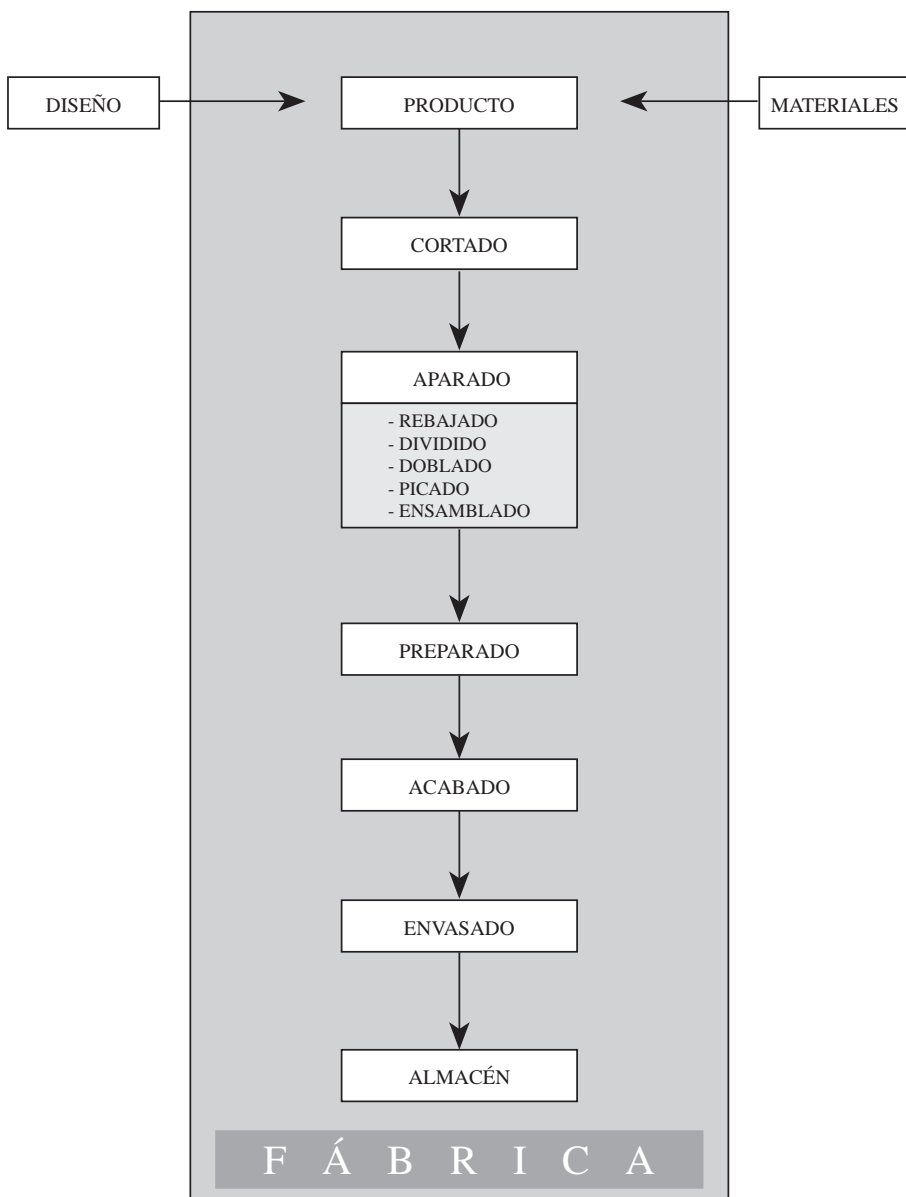 DISEÑO
PRODUCTO
MATERIALES
CORTADO
APARADO
- REBAJADO
- DIVIDIDO
- DOBLADO
- PICADO
- ENSAMBLADO
PREPARADO
ACABADO
ENVASADO
ALMACÉN
F Á B R I C A